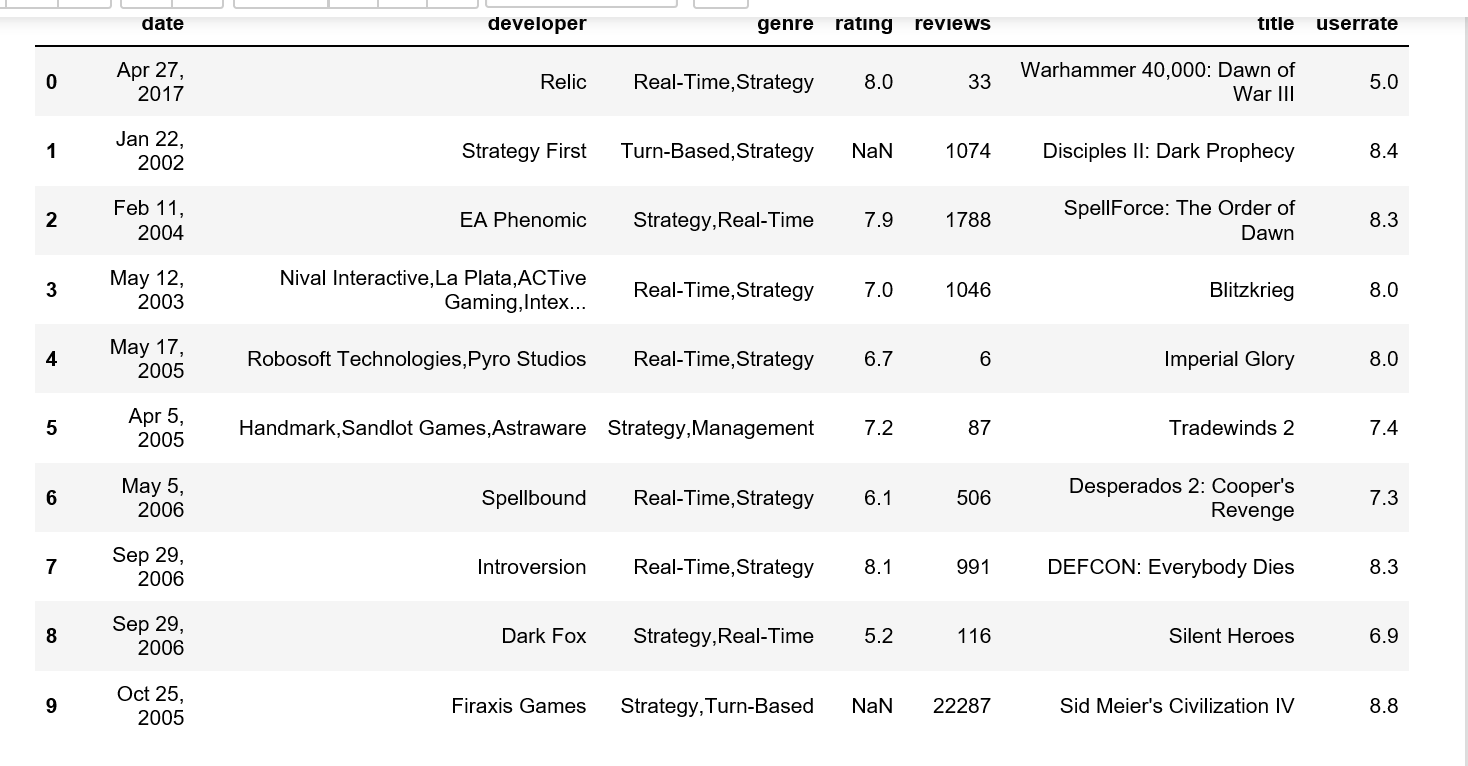 date developer genre rating reviews title userrate
0 Apr 27, 2017 Relic Real-Time,Strategy 8.0 33 Warhammer 40,000: Dawn of War III 5.0
1 Jan 22, 2002 Strategy First Turn-Based,Strategy NaN 1074 Disciples II: Dark Prophecy 8.4
2 Feb 11, 2004 EA Phenomic Strategy,Real-Time 7.9 1788 SpellForce: The Order of Dawn 8.3
3 May 12, 2003 Nival Interactive,La Plata,ACTive Gaming,Intex... Real-Time,Strategy 7.0 1046 Blitzkrieg 8.0
4 May 17, 2005 Robosoft Technologies,Pyro Studios Real-Time,Strategy 6.7 6 Imperial Glory 8.0
5 Apr 5, 2005 Handmark,Sandlot Games,Astraware Strategy,Management 7.2 87 Tradewinds 2 7.4
6 May 5, 2006 Spellbound Real-Time,Strategy 6.1 506 Desperados 2: Cooper's Revenge 7.3
7 Sep 29, 2006 Introversion Real-Time,Strategy 8.1 991 DEFCON: Everybody Dies 8.3
8 Sep 29, 2006 Dark Fox Strategy,Real-Time 5.2 116 Silent Heroes 6.9
9 Oct 25, 2005 Firaxis Games Strategy,Turn-Based NaN 22287 Sid Meier's Civilization IV 8.8